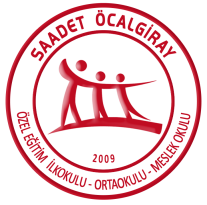 SAADET ÖCALGİRAY
2009
ÖZEL EĞİTİM İLKOKULU - ORTAOKULU - MESLEK OKULU